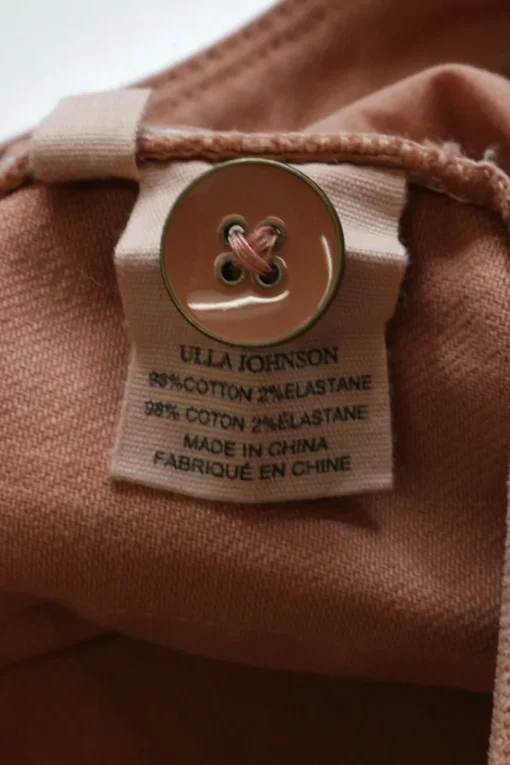 ULLA JOHNSON
98%COTTON 2%ELASTANE
98% COTON 2%ÉLASTANE
MADE IN CHINA
FABRIQUÉ EN CHINE